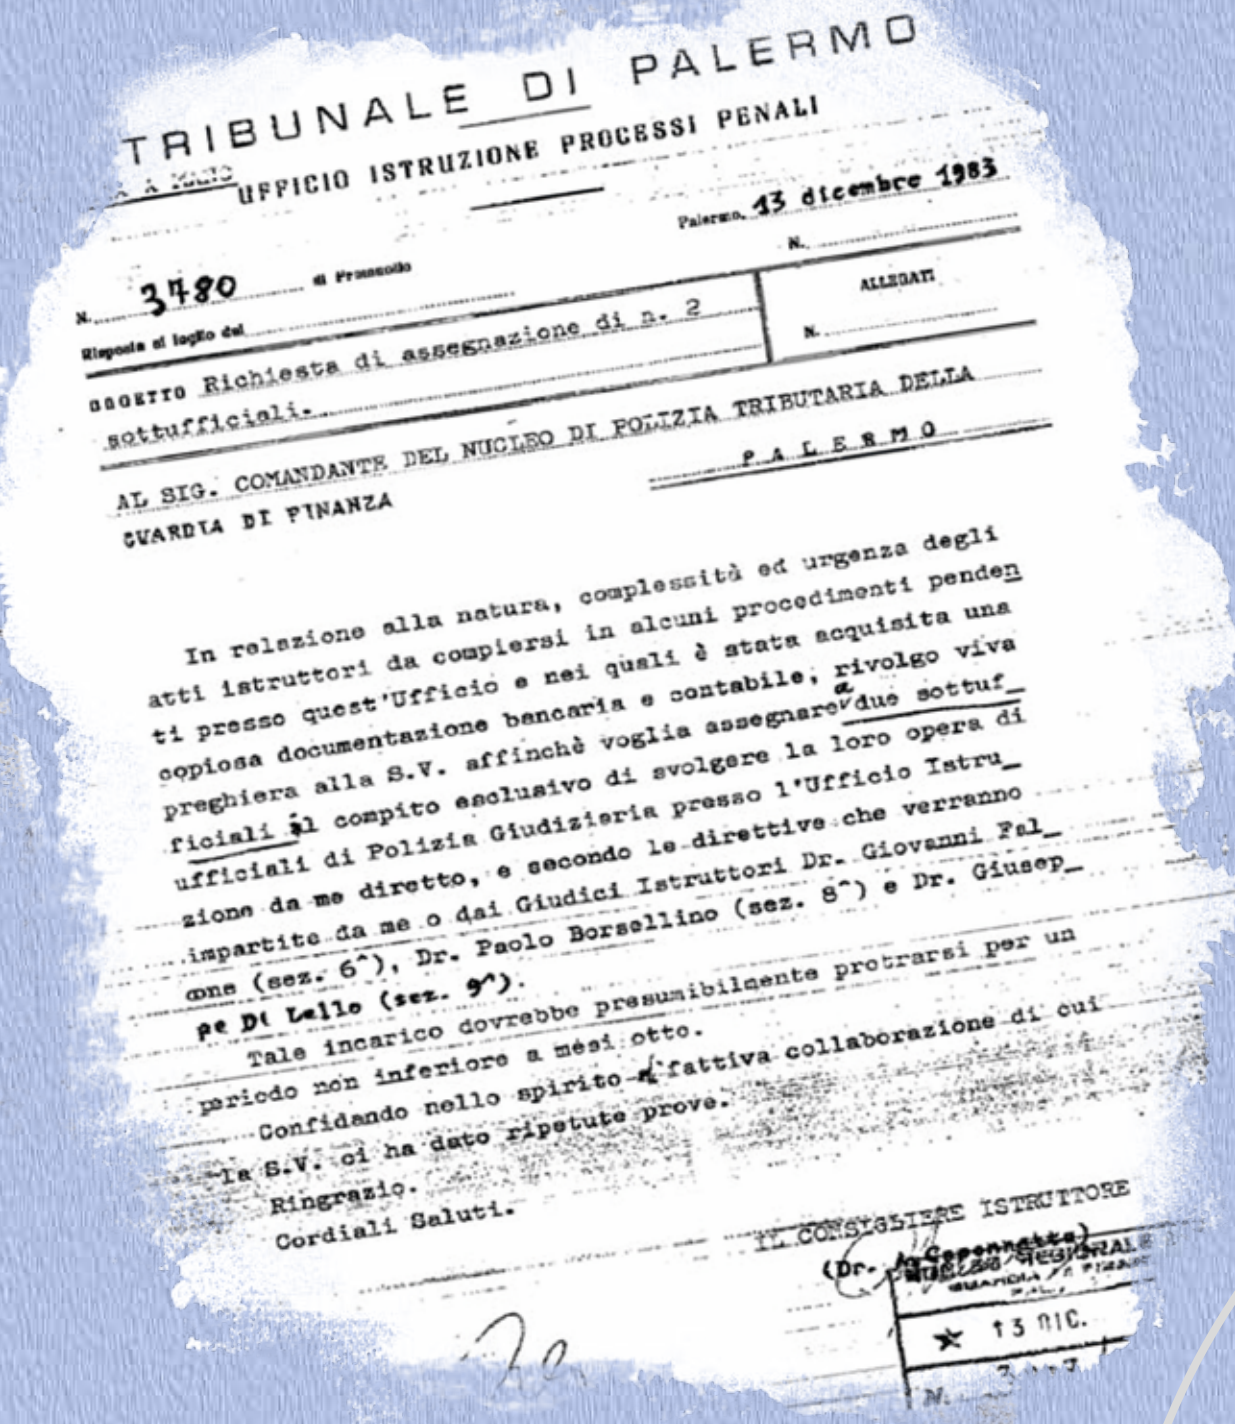 TRIBUNALE DI PALERMO
UFFICIO ISTRUZIONE PROCESSI PENALI
Palermo, 13 dicembre 1983
N. 3780 di Protocollo
N.
Risposta al foglio del
ALLEGATI
N.
OGGETTO Richiesta di assegnazione di n. 2
sottufficiali.
AL SIG. COMANDANTE DEL NUCLEO DI POLIZIA TRIBUTARIA DELLA
GUARDIA DI FINANZA
PALERMO
In relazione alla natura, complessità ed urgenza degli
atti istruttori da compiersi in alcuni procedimenti penden
ti presso quest'Ufficio e nei quali è stata acquisita una
copiosa documentazione bancaria e contabile, rivolgo viva
preghiera alla S.V. affinchè voglia assegnare a due sottuf_
ficiali il compito esclusivo di svolgere la loro opera di
ufficiali di Polizia Giudiziaria presso l'Ufficio Istru_
zione da me diretto, e secondo le direttive che verranno
impartite da me o dai Giudici Istruttori Dr. Giovanni Fal_
cone (sez. 6^), Dr. Paolo Borsellino (sez. 8^) e Dr. Giusep_
pe Di Lello (sez. 9^).
Tale incarico dovrebbe presumibilmente protrarsi per un
periodo non inferiore a mesi otto.
Confidando nello spirito fattiva collaborazione di cui
la S.V. ci ha dato ripetute prove.
Ringrazio.
Cordiali Saluti.
IL CONSIGLIERE ISTRUTTORE
(Dr. A. Caponnetto)
NUCLEO REGIONALE
GUARDIA
13 DIC.
N.